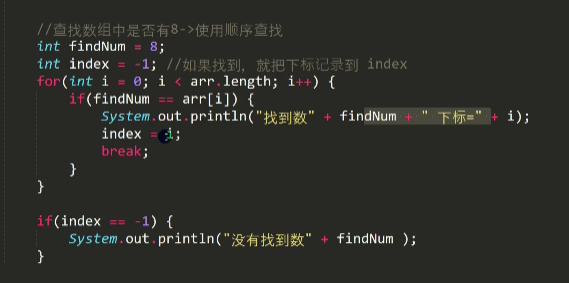 //查找数组中是否有8->使用顺序查找
int findNum = 8;
int index = -1; //如果找到, 就把下标记录到 index
for(int i = 0; i < arr.length; i++) {
if(findNum == arr[i]) {
System.out.println("找到数" + findNum + " 下标=" + i);
index = i;
break;
}
}
if(index == -1) {
System.out.println("没有找到数" + findNum );
}